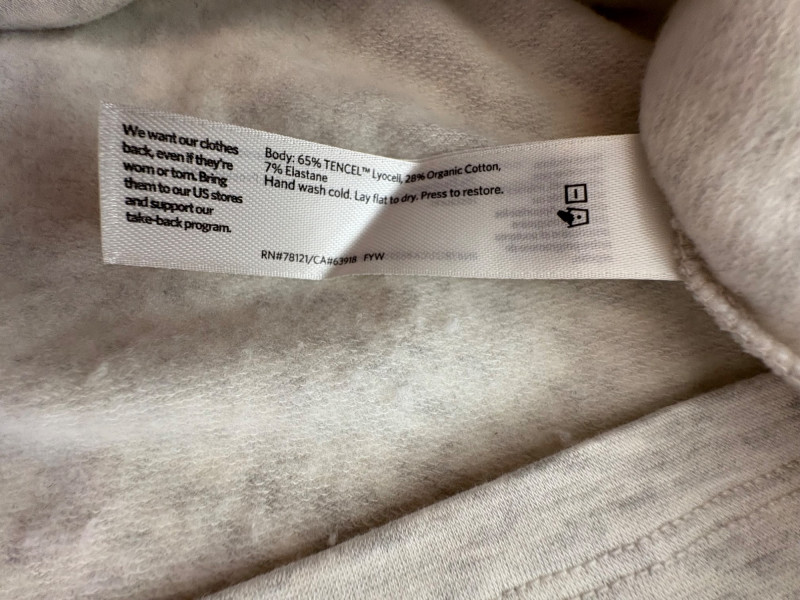 We want our clothes
back, even if they're
worn or torn. Bring
them to our US stores
and support our
take-back program.
Body: 65% TENCEL™ Lyocell, 28% Organic Cotton,
7% Elastane
Hand wash cold. Lay flat to dry. Press to restore.
RN#78121/CA#63918 FYW